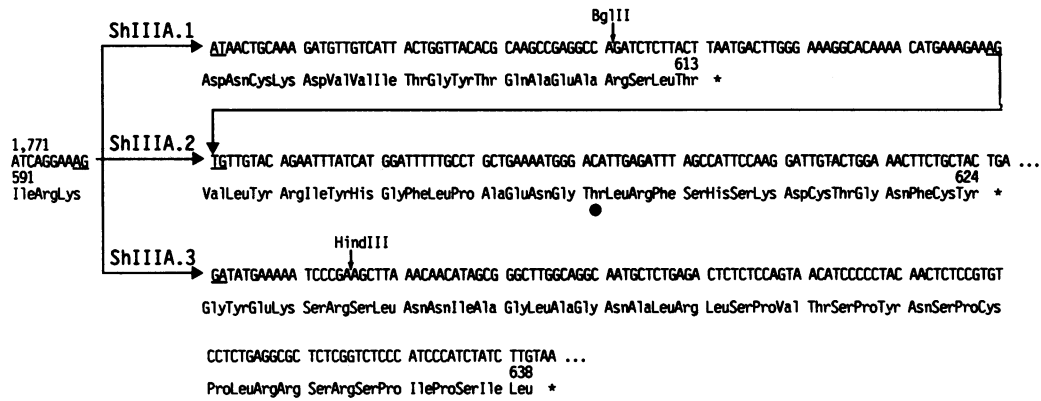 BglII
ShIIIA.1
ATAACTGCAAA GATGTTGTCATT ACTGGTTACACG CAAGCCGAGGCC AGATCTCTTACT TAATGACTTGGG AAAGGCACAAAA CATGAAAGAAAG
613
AspAsnCysLys AspValValIle ThrGlyTyrThr GlnAlaGluAla ArgSerLeuThr *
1,771
ATCAGGAAAG
591
IleArgLys
ShIIIA.2
TGTTGTACAG AGAATTTATCAT GGATTTTTGCCT GCTGAAAATGGG ACATTGAGATTT AGCCATTCCAAG GATTGTACTGGA AACTTCTGCTAC TGA ...
624
ValLeuTyr ArgIleTyrHis GlyPheLeuPro AlaGluAsnGly ThrLeuArgPhe SerHisSerLys AspCysThrGly AsnPheCysTyr *
HindIII
ShIIIA.3
GATATGAAAAA TCCCGAAGCTTA AACAACATAGCG GGCTTGGCAGGC AATGCTCTGAGA CTCTCTCCAGTA ACATCCCCCTAC AACTCTCCGTGT
GlyTyrGluLys SerArgSerLeu AsnAsnIleAla GlyLeuAlaGly AsnAlaLeuArg LeuSerProVal ThrSerProTyr AsnSerProCys
CCTCTGAGGCGC TCTCGGTCTCCC ATCCCATCTATC TTGTAA ...
638
ProLeuArgArg SerArgSerPro IleProSerIle Leu *